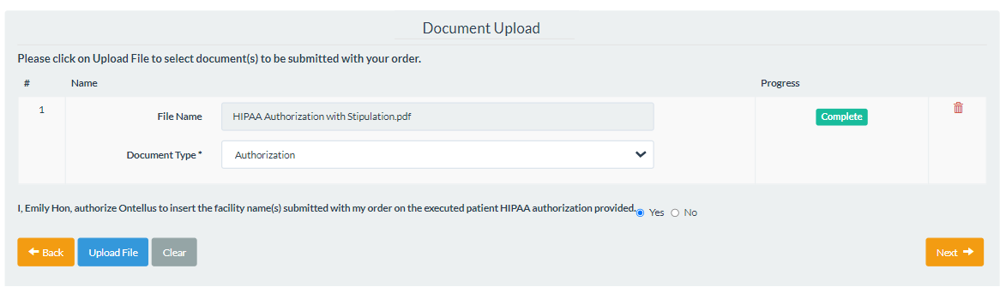 Document Upload
Please click on Upload File to select document(s) to be submitted with your order.
# Name Progress
1
File Name HIPAA Authorization with Stipulation.pdf Complete
Document Type * Authorization
I, Emily Hon, authorize Ontellus to insert the facility name(s) submitted with my order on the executed patient HIPAA authorization provided. Yes No
Back Upload File Clear Next